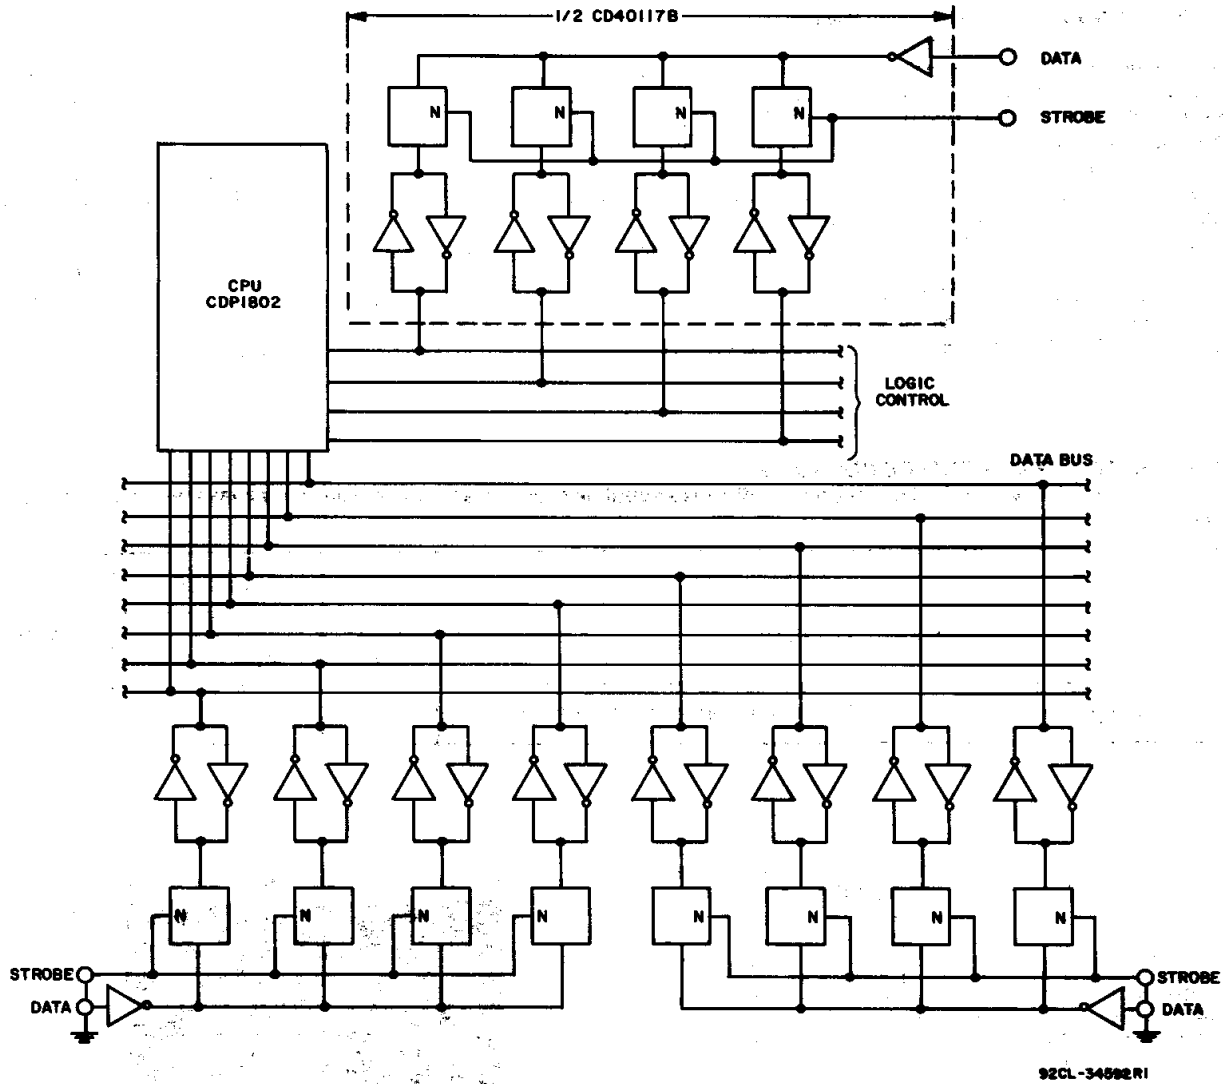 1/2 CD40117B
DATA
N N N N
STROBE
CPU
CDP1802
LOGIC
CONTROL
DATA BUS
N N N N N N N N
STROBE
STROBE
DATA
DATA
92CL-34592R1